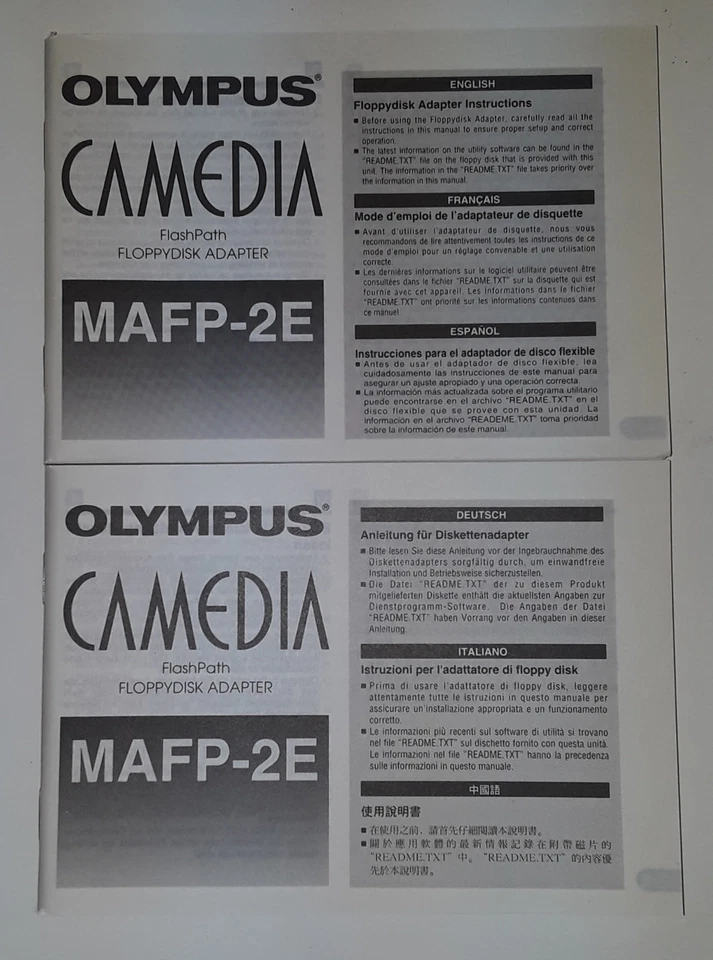 OLYMPUS®
CAMEDIA
FlashPath
FLOPPYDISK ADAPTER
MAFP-2E
ENGLISH
Floppydisk Adapter Instructions
■ Before using the Floppydisk Adapter, carefully read all the
instructions in this manual to ensure proper setup and correct
operation.
■ The latest information on the utility software can be found in the
"README.TXT" file on the floppy disk that is provided with this
unit. The information in the "README.TXT" file takes priority over
the information in this manual.
FRANÇAIS
Mode d'emploi de l'adaptateur de disquette
■ Avant d'utiliser l'adaptateur de disquette, nous vous
recommandons de lire attentivement toutes les instructions de ce
mode d'emploi pour un réglage convenable et une utilisation
correcte.
■ Les dernières informations sur le logiciel utilitaire peuvent être
consultées dans le fichier "README.TXT" sur la disquette qui est
fournie avec cet appareil. Les informations dans le fichier
"README.TXT" ont priorité sur les informations contenues dans
ce manuel.
ESPAÑOL
Instrucciones para el adaptador de disco flexible
■ Antes de usar el adaptador de disco flexible, lea
cuidadosamente las instrucciones de este manual para
asegurar un ajuste apropiado y una operación correcta.
■ La información más actualizada sobre el programa utilitario
puede encontrarse en el archivo "README.TXT" en el
disco flexible que se provee con esta unidad. La
información en el archivo "READEME.TXT" toma prioridad
sobre la información de este manual.
OLYMPUS®
CAMEDIA
FlashPath
FLOPPYDISK ADAPTER
MAFP-2E
DEUTSCH
Anleitung für Diskettenadapter
■ Bitte lesen Sie diese Anleitung vor der Ingebrauchnahme des
Diskettenadapters sorgfältig durch, um einwandfreie
Installation und Betriebsweise sicherzustellen.
■ Die Datei "README.TXT" der zu diesem Produkt
mitgelieferten Diskette enthält die aktuellsten Angaben zur
Dienstprogramm-Software. Die Angaben der Datei
"README.TXT" haben Vorrang vor den Angaben in dieser
Anleitung.
ITALIANO
Istruzioni per l'adattatore di floppy disk
■ Prima di usare l'adattatore di floppy disk, leggere
attentamente tutte le istruzioni in questo manuale per
assicurare un'installazione appropriata e un funzionamento
corretto.
■ Le informazioni più recenti sul software di utilità si trovano
nel file "README.TXT" sul dischetto fornito con questa unità.
Le informazioni nel file "README.TXT" hanno la precedenza
sulle informazioni in questo manuale.
中國語
使用說明書
■ 在使用之前，請首先仔細閱讀本說明書。
■ 關於應用軟體的最新情報記錄在附帶磁片的
"README.TXT" 中。"README.TXT" 的內容優
先於本說明書。